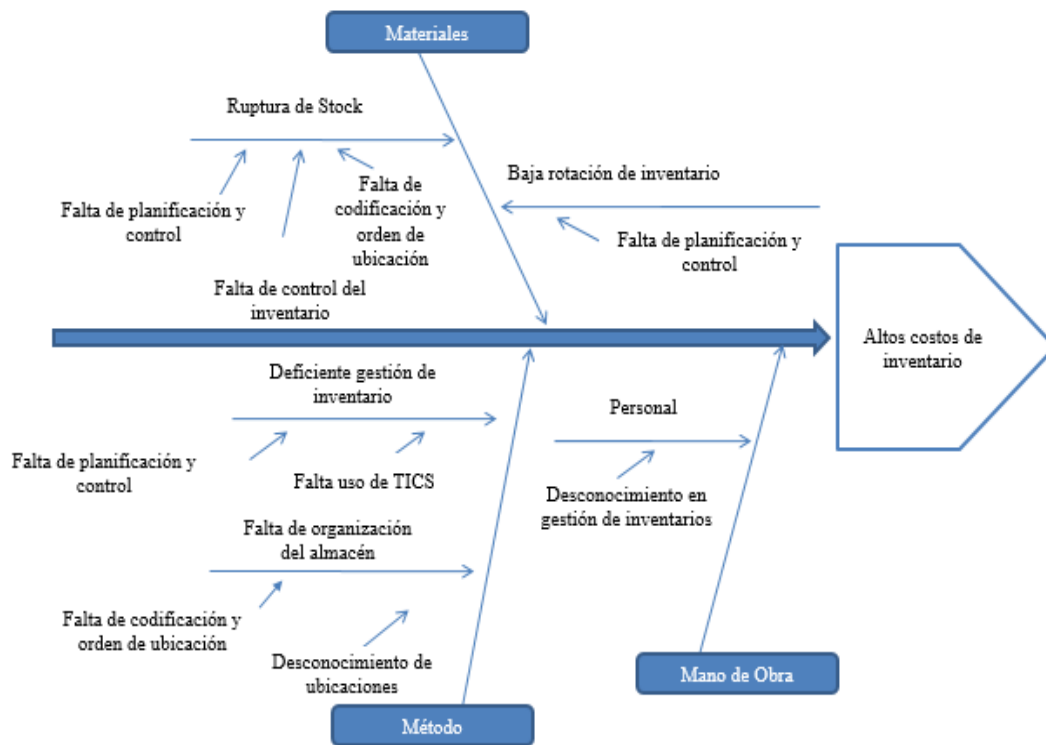 Materiales
Ruptura de Stock
Falta de planificación y
control
Falta de
codificación y
orden de
ubicación
Falta de control del
inventario
Baja rotación de inventario
Falta de planificación y
control
Altos costos de
inventario
Deficiente gestión de
inventario
Falta de planificación y
control
Falta uso de TICS
Falta de organización
del almacén
Falta de codificación y
orden de ubicación
Desconocimiento de
ubicaciones
Método
Personal
Desconocimiento en
gestión de inventarios
Mano de Obra